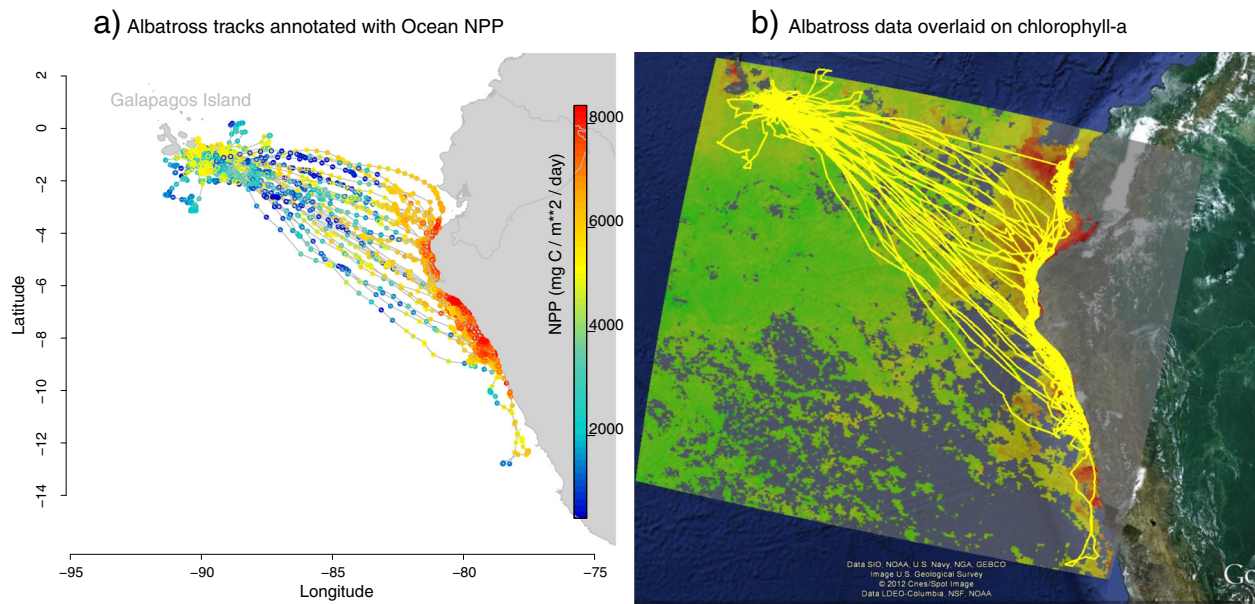 a) Albatross tracks annotated with Ocean NPP
b) Albatross data overlaid on chlorophyll-a
Galapagos Island
2
0
−2
−4
−6
−8
−10
−12
−14
Latitude
−95
−90
−85
−80
−75
Longitude
NPP (mg C / m**2 / day)
8000
6000
4000
2000
Data SIO, NOAA, U.S. Navy, NGA, GEBCO
Image U.S. Geological Survey
© 2012 Cnes/Spot Image
Data LDEO-Columbia, NSF, NOAA
Go